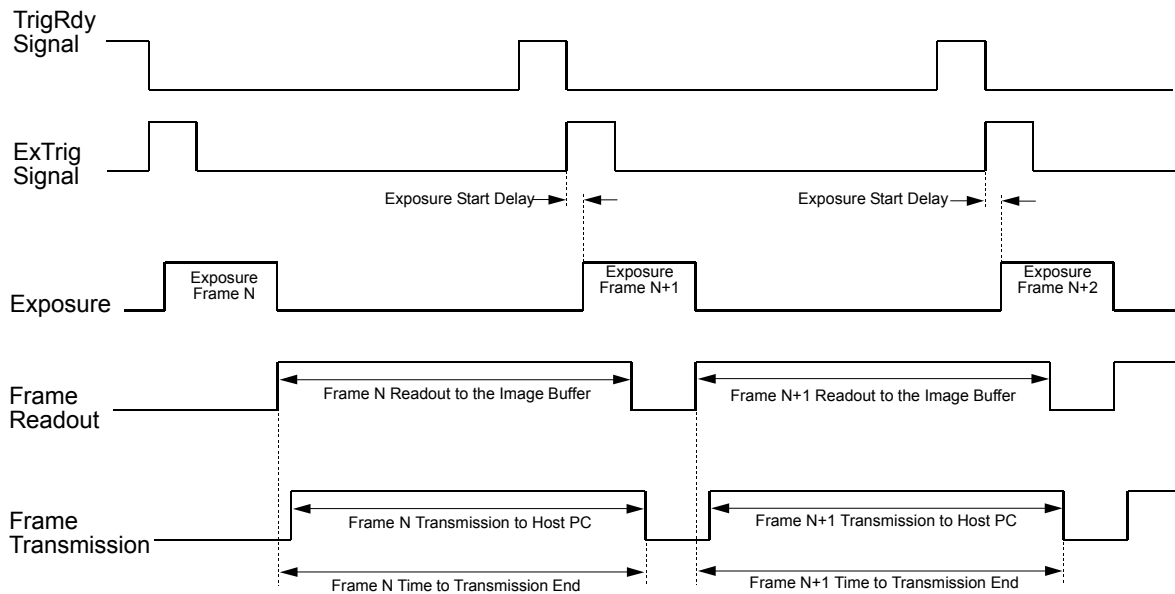 TrigRdy
Signal
ExTrig
Signal
Exposure Start Delay
Exposure Start Delay
Exposure
Exposure
Frame N
Exposure
Frame N+1
Exposure
Frame N+2
Frame
Readout
Frame N Readout to the Image Buffer
Frame N+1 Readout to the Image Buffer
Frame
Transmission
Frame N Transmission to Host PC
Frame N+1 Transmission to Host PC
Frame N Time to Transmission End
Frame N+1 Time to Transmission End